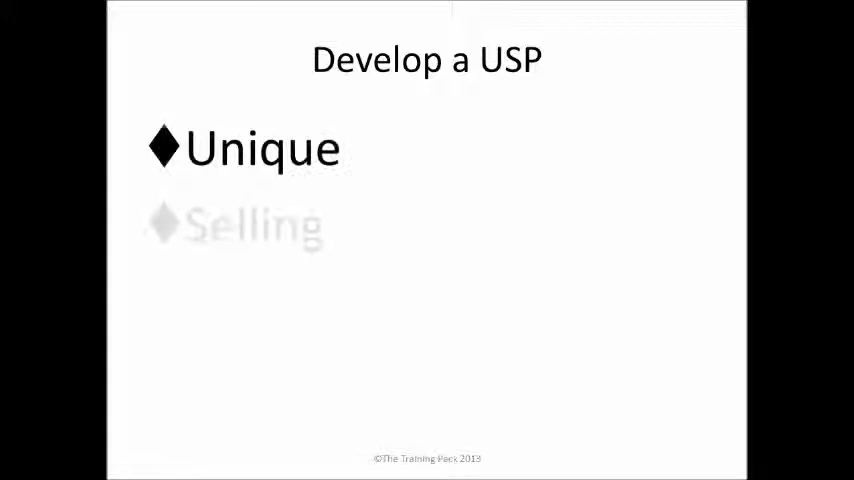 Develop a USP
♦Unique
♦Selling
©The Training Pack 2013